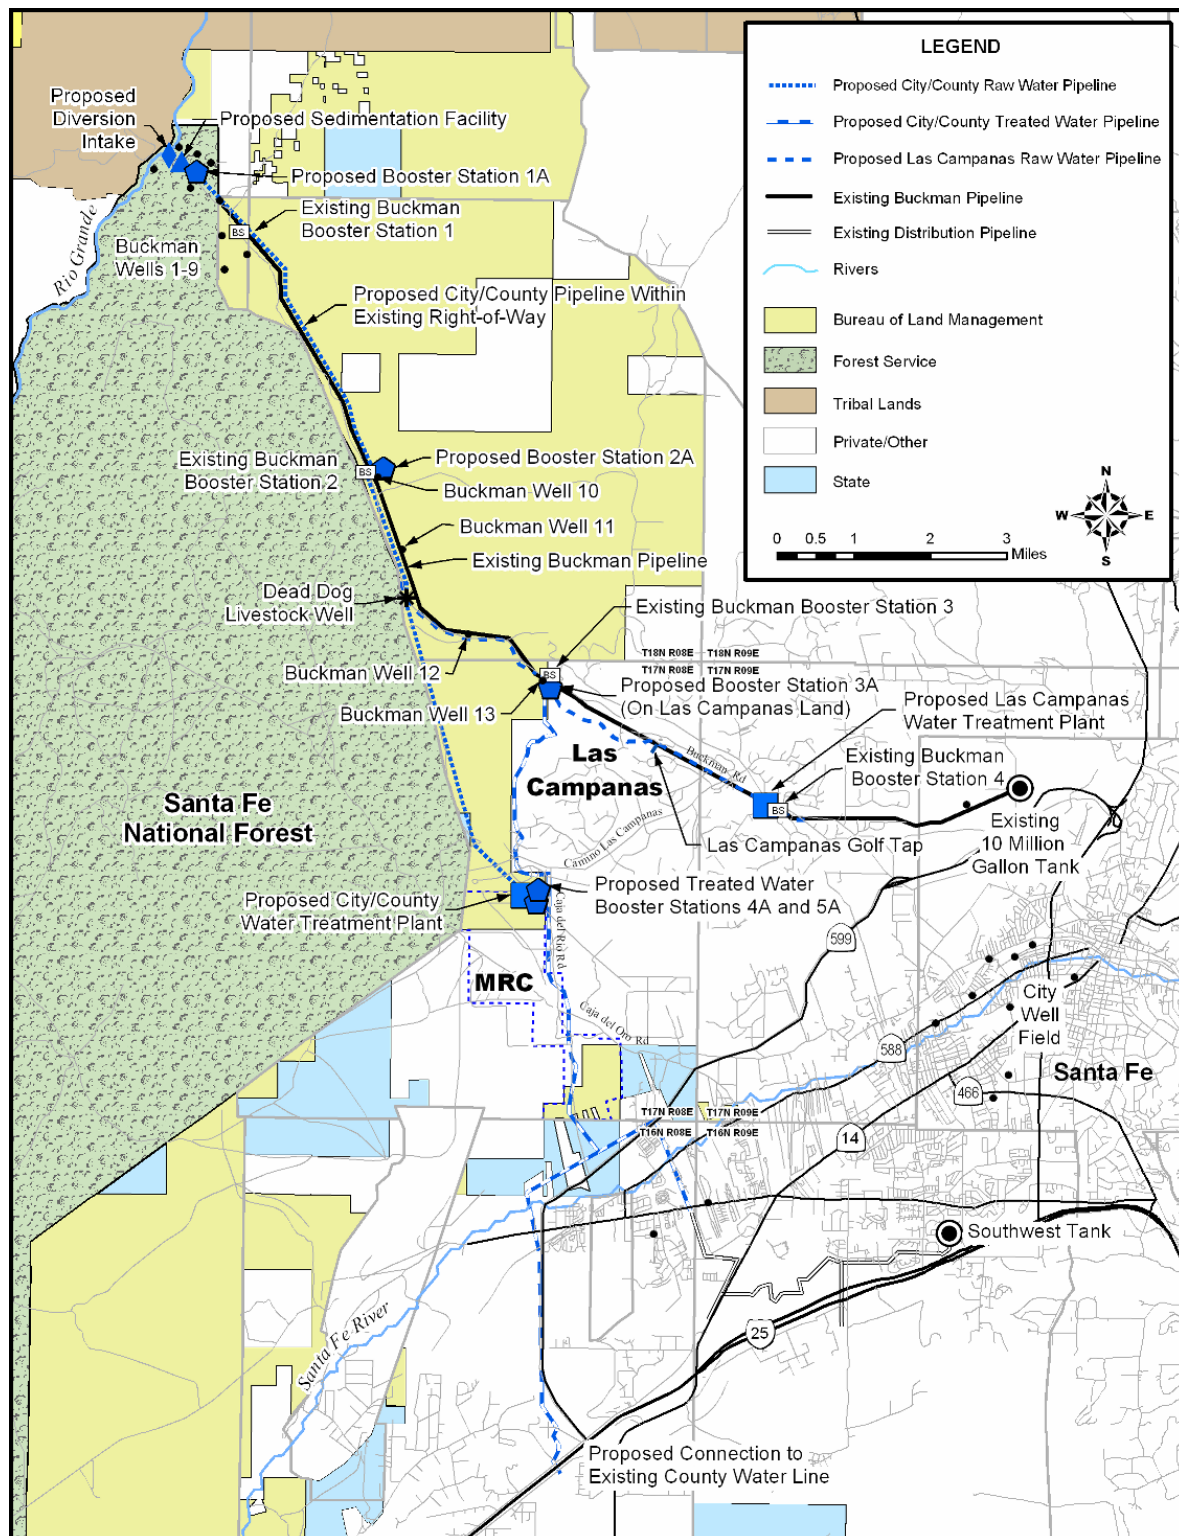 LEGEND
Proposed City/County Raw Water Pipeline
Proposed City/County Treated Water Pipeline
Proposed Las Campanas Raw Water Pipeline
Existing Buckman Pipeline
Existing Distribution Pipeline
Rivers
Bureau of Land Management
Forest Service
Tribal Lands
Private/Other
State
N
W
E
S
0 0.5 1 2 3
Miles
Proposed
Diversion
Intake
Proposed Sedimentation Facility
Proposed Booster Station 1A
Existing Buckman
Booster Station 1
BS
Rio Grande
Buckman
Wells 1-9
Proposed City/County Pipeline Within
Existing Right-of-Way
Existing Buckman
Booster Station 2
BS
Proposed Booster Station 2A
Buckman Well 10
Buckman Well 11
Existing Buckman Pipeline
Dead Dog
Livestock Well
Existing Buckman Booster Station 3
T18N R08E
T18N R09E
T17N R08E
T17N R09E
Buckman Well 12
BS
Proposed Booster Station 3A
(On Las Campanas Land)
Buckman Well 13
Proposed Las Campanas
Water Treatment Plant
Las
Campanas
Buckman Rd
Existing Buckman
Booster Station 4
BS
Santa Fe
National Forest
Existing
10 Million
Gallon Tank
Las Campanas Golf Tap
Camino Las Campanas
Proposed City/County
Water Treatment Plant
Proposed Treated Water
Booster Stations 4A and 5A
Caja del Rio Rd
599
MRC
Caja del Oro Rd
City
Well
Field
588
Santa Fe
466
T17N R08E
T17N R09E
T16N R08E
T16N R09E
14
Southwest Tank
Santa Fe River
25
Proposed Connection to
Existing County Water Line